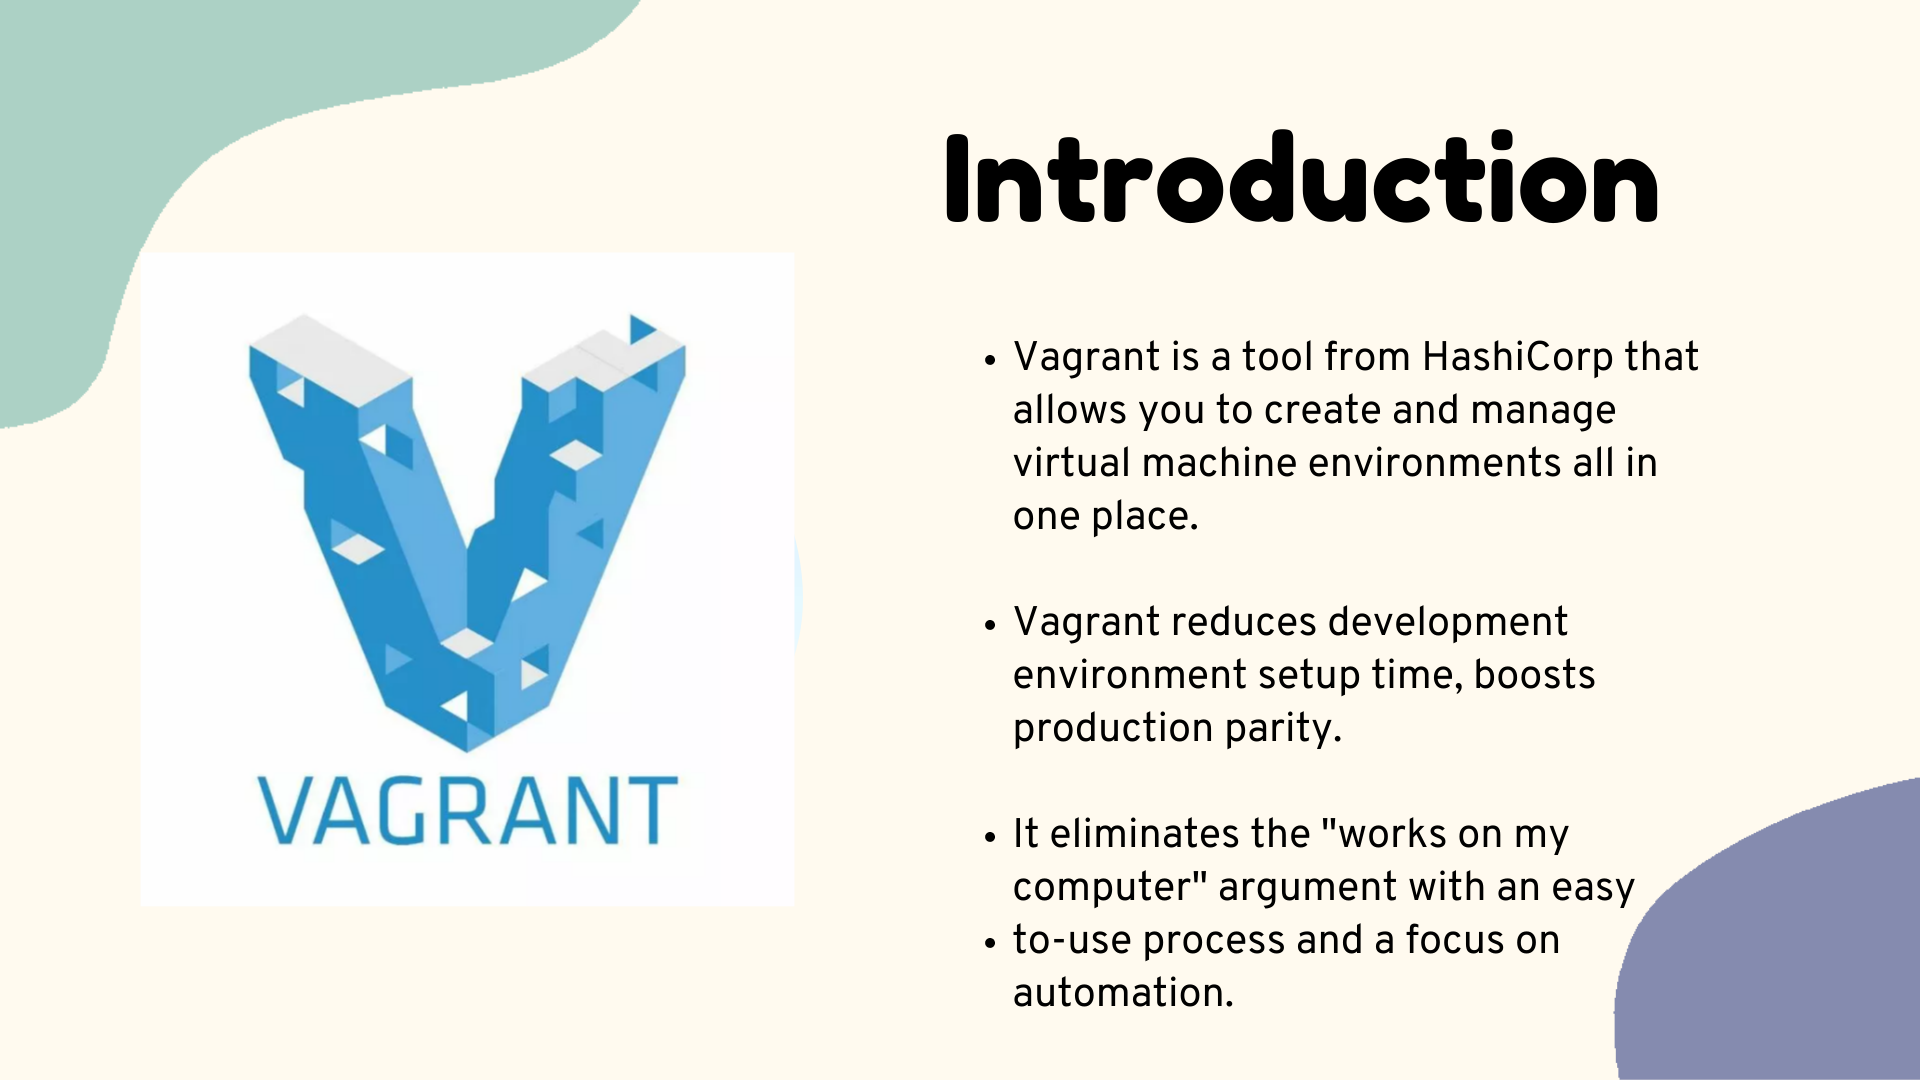 Introduction
VAGRANT
• Vagrant is a tool from HashiCorp that
allows you to create and manage
virtual machine environments all in
one place.
• Vagrant reduces development
environment setup time, boosts
production parity.
• It eliminates the "works on my
computer" argument with an easy
• to-use process and a focus on
automation.